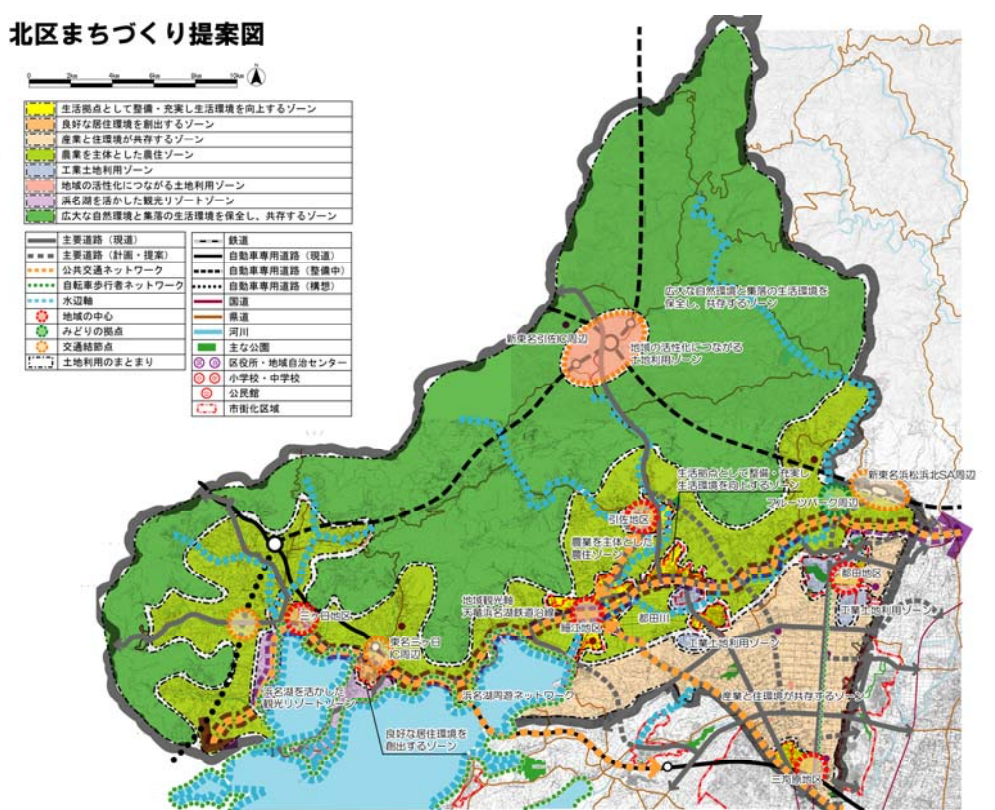 北区まちづくり提案図
0 2km 4km 6km 8km 10km
N
生活拠点として整備・充実し生活環境を向上するゾーン
良好な居住環境を創出するゾーン
産業と住環境が共存するゾーン
農業を主体とした農住ゾーン
工業土地利用ゾーン
地域の活性化につながる土地利用ゾーン
浜名湖を活かした観光リゾートゾーン
広大な自然環境と集落の生活環境を保全し、共存するゾーン
主要道路（現道）
主要道路（計画・提案）
公共交通ネットワーク
自転車歩行者ネットワーク
水辺軸
地域の中心
みどりの拠点
交通結節点
土地利用のまとまり
鉄道
自動車専用道路（現道）
自動車専用道路（整備中）
自動車専用道路（構想）
国道
県道
河川
主な公園
区役所・地域自治センター
小学校・中学校
公民館
市街化区域
広大な自然環境と集落の生活環境を
保全し、共存するゾーン
新東名引佐IC周辺
地域の活性化につながる
土地利用ゾーン
生活拠点として整備・充実し
生活環境を向上するゾーン
新東名浜松浜北SA周辺
フルーツパーク周辺
引佐地区
農業を主体とした
農住ゾーン
都田地区
地域観光軸
天竜浜名湖鉄道沿線
工業土地利用ゾーン
三ヶ日地区
細江地区
都田川
東名三ヶ日
IC周辺
工業土地利用ゾーン
浜名湖を活かした
観光リゾートゾーン
浜名湖周遊ネットワーク
産業と住環境が共存するゾーン
良好な居住環境を
創出するゾーン
三方原地区